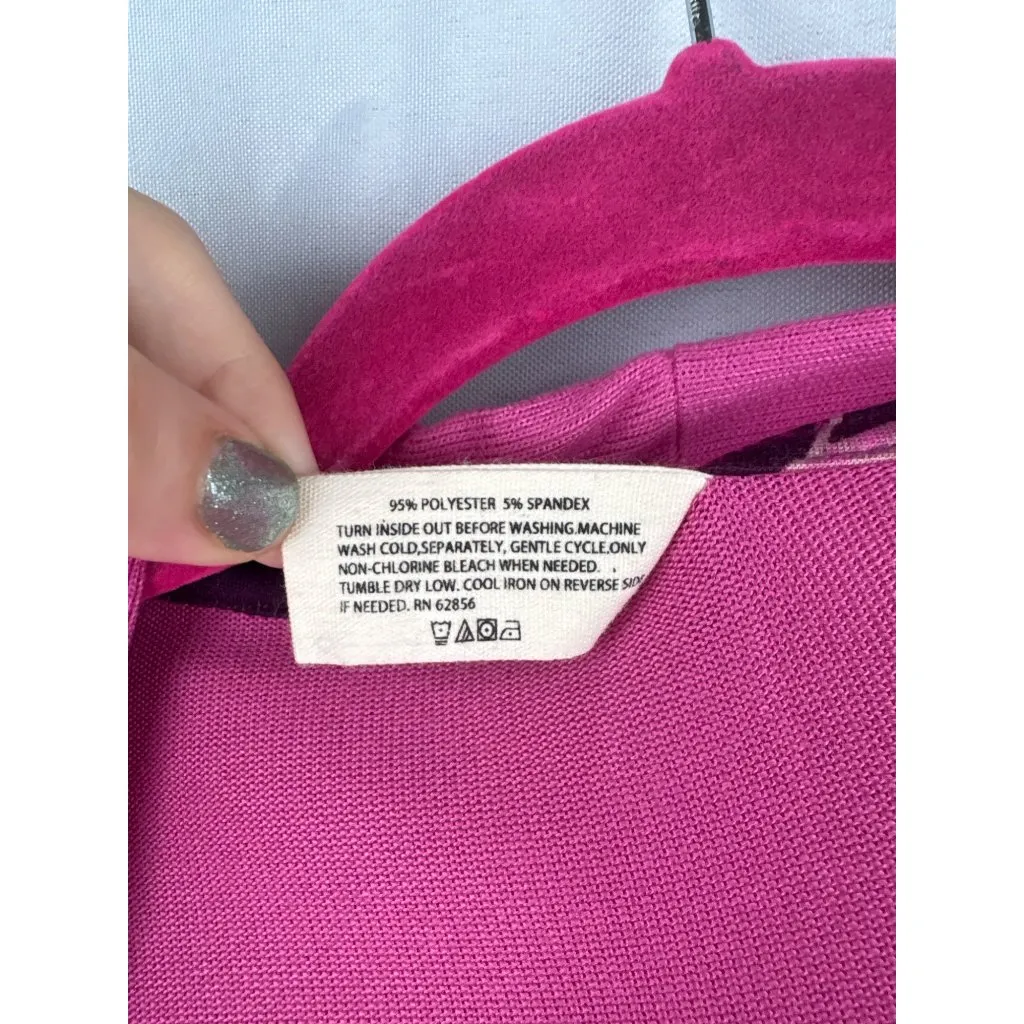 95% POLYESTER 5% SPANDEX
TURN INSIDE OUT BEFORE WASHING.MACHINE
WASH COLD,SEPARATELY, GENTLE CYCLE.ONLY
NON-CHLORINE BLEACH WHEN NEEDED.
TUMBLE DRY LOW. COOL IRON ON REVERSE SIDE
IF NEEDED. RN 62856